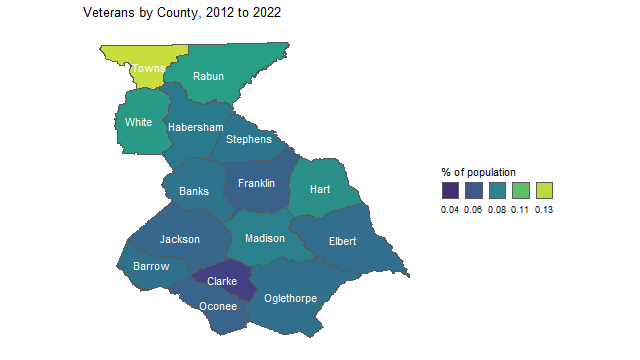 Veterans by County, 2012 to 2022
Towns
Rabun
White
Habersham
Stephens
Banks
Franklin
Hart
Jackson
Madison
Elbert
Barrow
Clarke
Oconee
Oglethorpe
% of population
0.04 0.06 0.08 0.11 0.13